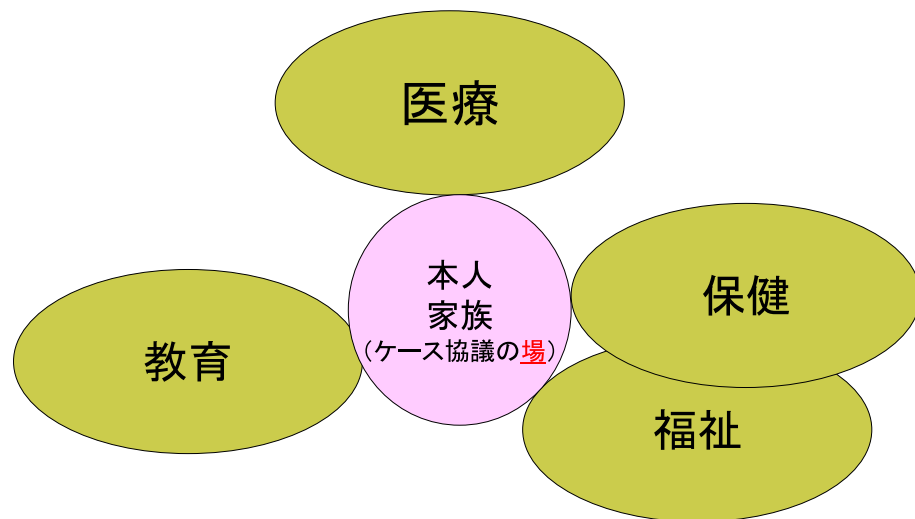 医療
本人
家族
（ケース協議の場）
保健
教育
福祉